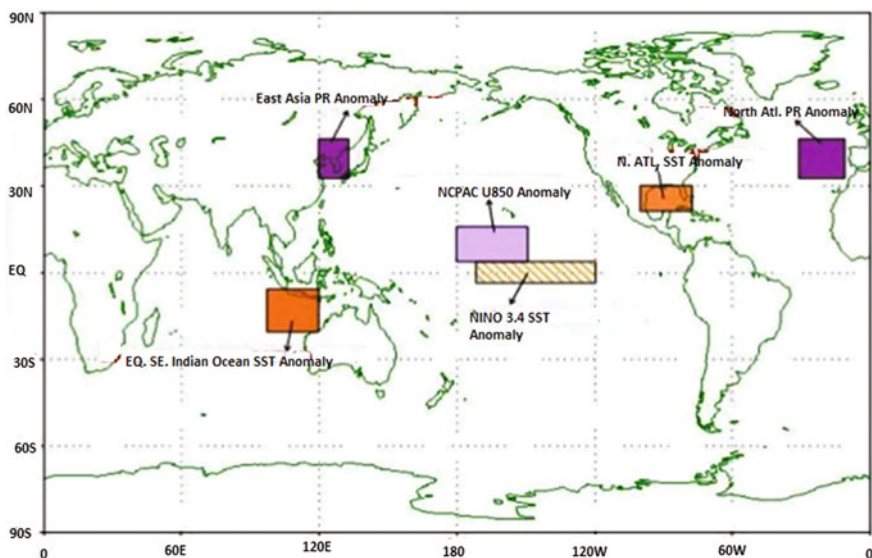 90N
East Asia PR Anomaly
60N
North Atl. PR Anomaly
N. ATL, SST Anomaly
30N
NCPAC U850 Anomaly
EQ
NINO 3.4 SST
Anomaly
30S
EQ. SE. Indian Ocean SST Anomaly
60S
90S
0 60E 120E 180 120W 60W 0